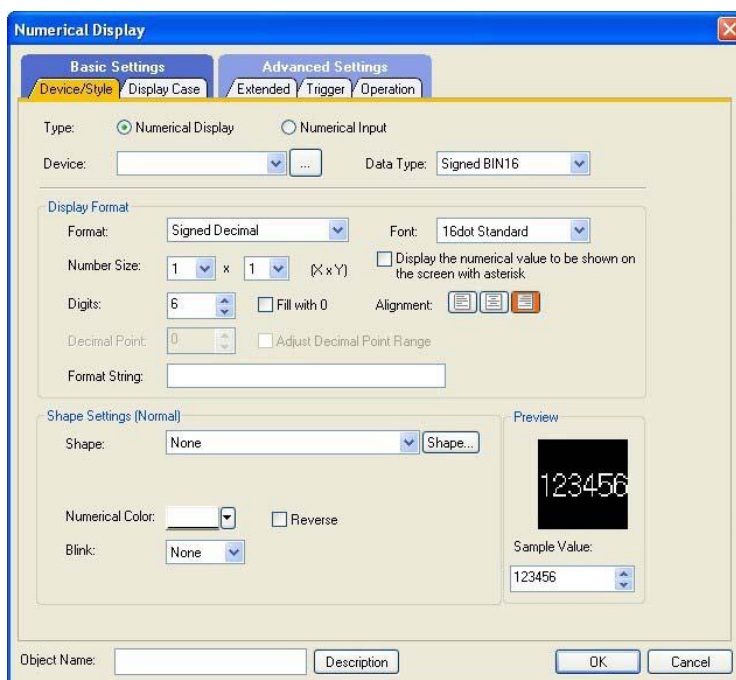 Numerical Display
Basic Settings
Advanced Settings
Device/Style
Display Case
Extended
Trigger
Operation
Type:
Numerical Display
Numerical Input
Device:
...
Data Type:
Signed BIN16
Display Format
Format:
Signed Decimal
Font:
16dot Standard
Number Size:
1
x
1
(X x Y)
Display the numerical value to be shown on
the screen with asterisk
Digits:
6
Fill with 0
Alignment:
Decimal Point:
0
Adjust Decimal Point Range
Format String:
Shape Settings (Normal)
Shape:
None
Shape...
Numerical Color:
Reverse
Blink:
None
Preview
123456
Sample Value:
123456
Object Name:
Description
OK
Cancel